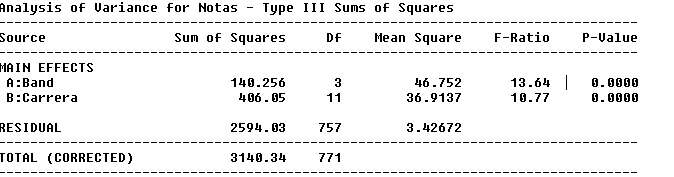 Analysis of Variance for Notas - Type III Sums of Squares
Source Sum of Squares Df Mean Square F-Ratio P-Value
MAIN EFFECTS
A:Band 140.256 3 46.752 13.64 0.0000
B:Carrera 406.05 11 36.9137 10.77 0.0000
RESIDUAL 2594.03 757 3.42672
TOTAL (CORRECTED) 3140.34 771